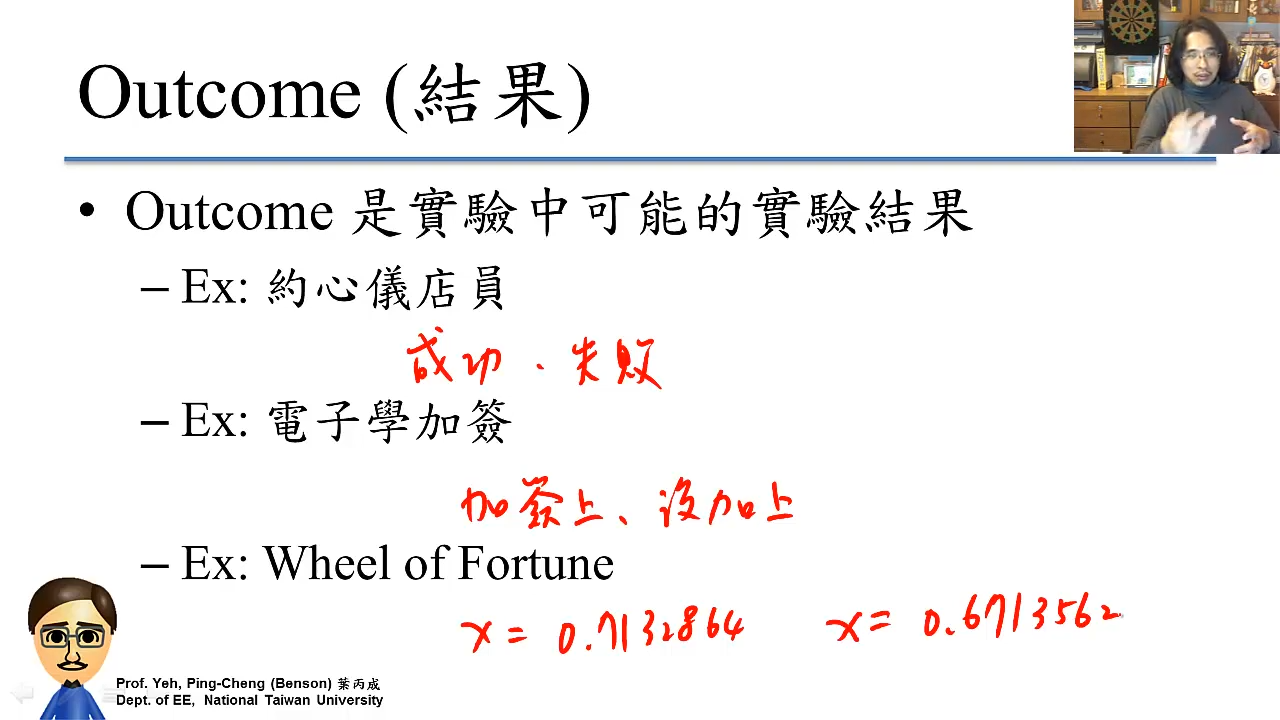 Outcome (結果)
• Outcome 是實驗中可能的實驗結果
– Ex: 約心儀店員
成功、失敗
– Ex: 電子學加簽
加簽上、沒加上
– Ex: Wheel of Fortune
x = 0.7132864 x = 0.6713562
Prof. Yeh, Ping-Cheng (Benson) 葉丙成
Dept. of EE, National Taiwan University